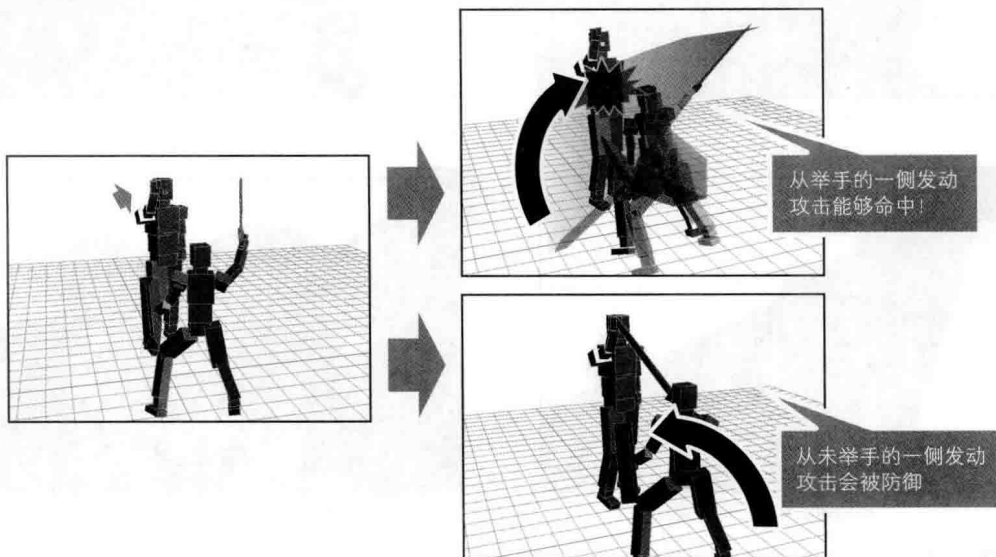 从举手的一侧发动
攻击能够命中！
从未举手的一侧发动
攻击会被防御